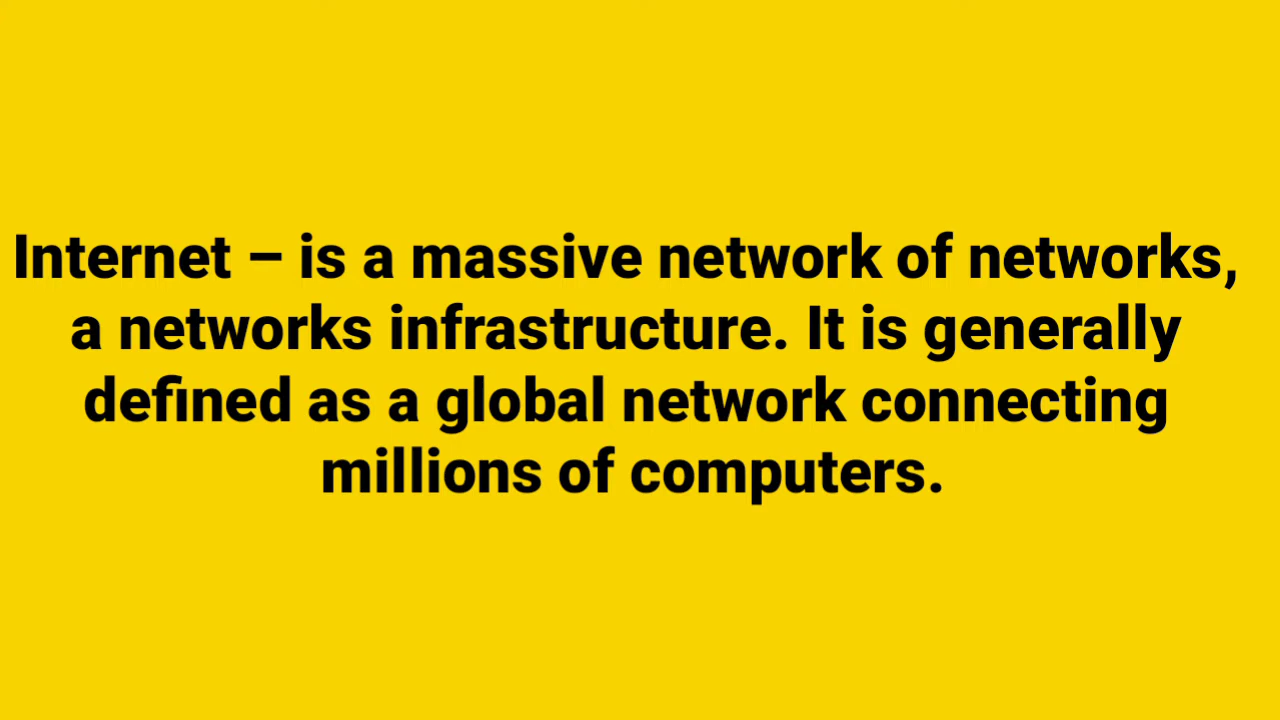 Internet – is a massive network of networks,
a networks infrastructure. It is generally
defined as a global network connecting
millions of computers.